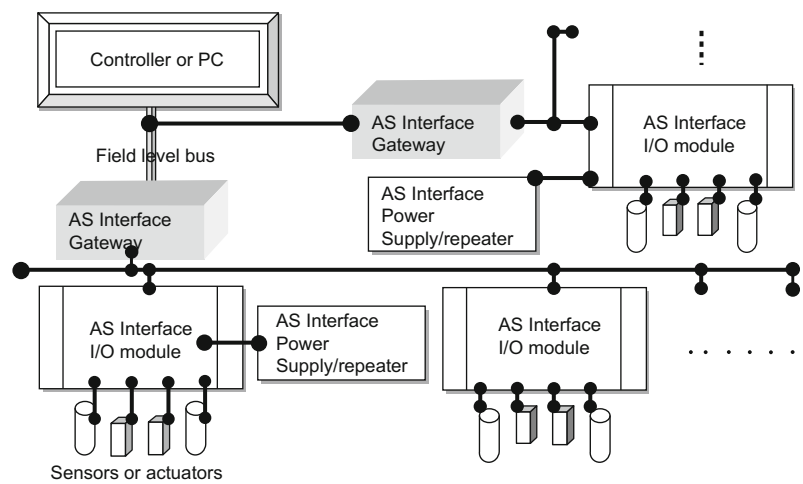 Controller or PC
AS Interface
Gateway
AS Interface
I/O module
Field level bus
AS Interface
Power
Supply/repeater
AS Interface
Gateway
AS Interface
I/O module
AS Interface
Power
Supply/repeater
AS Interface
I/O module
Sensors or actuators